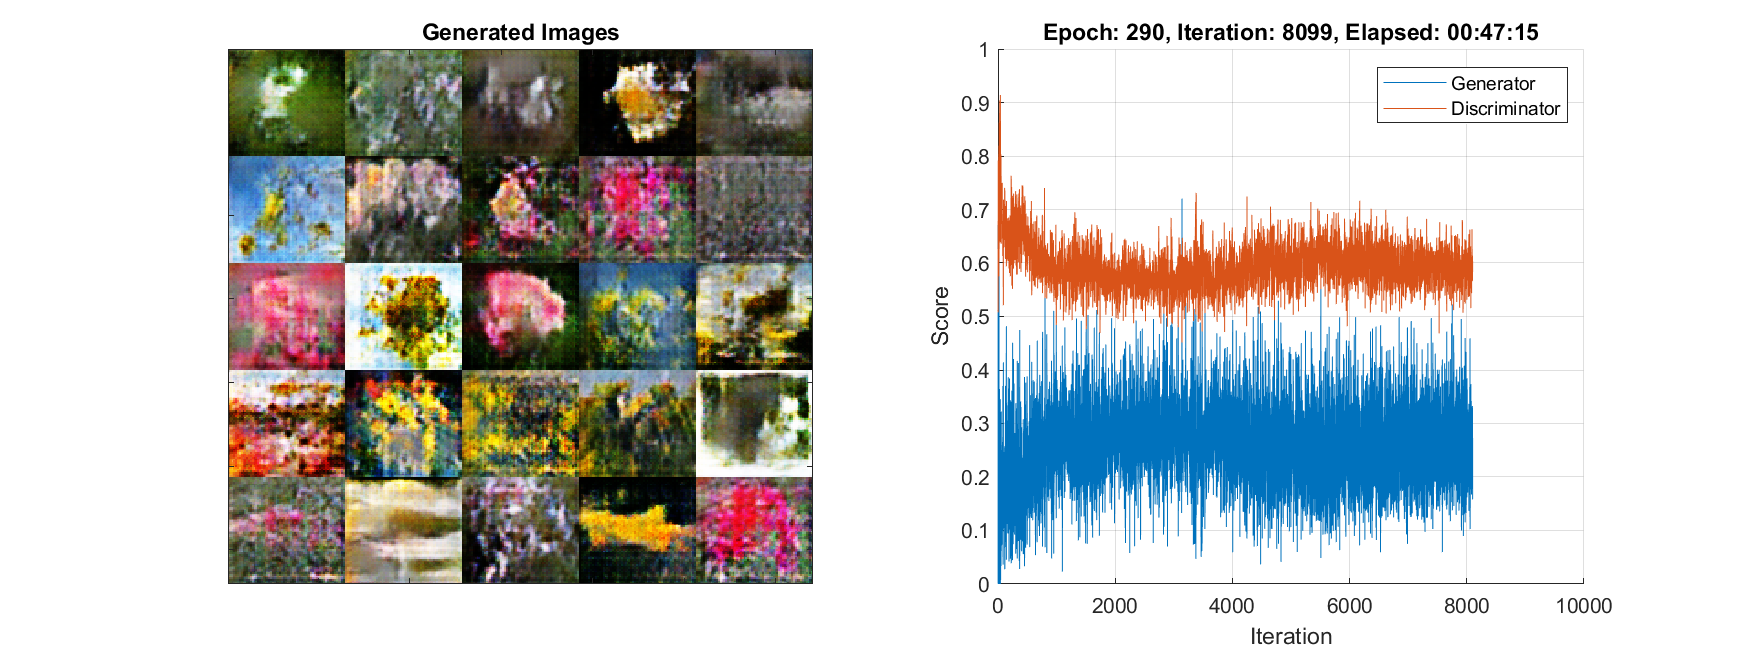 Generated Images
Epoch: 290, Iteration: 8099, Elapsed: 00:47:15
Generator
Discriminator
1
0.9
0.8
0.7
0.6
0.5
0.4
0.3
0.2
0.1
0
Score
0 2000 4000 6000 8000 10000
Iteration